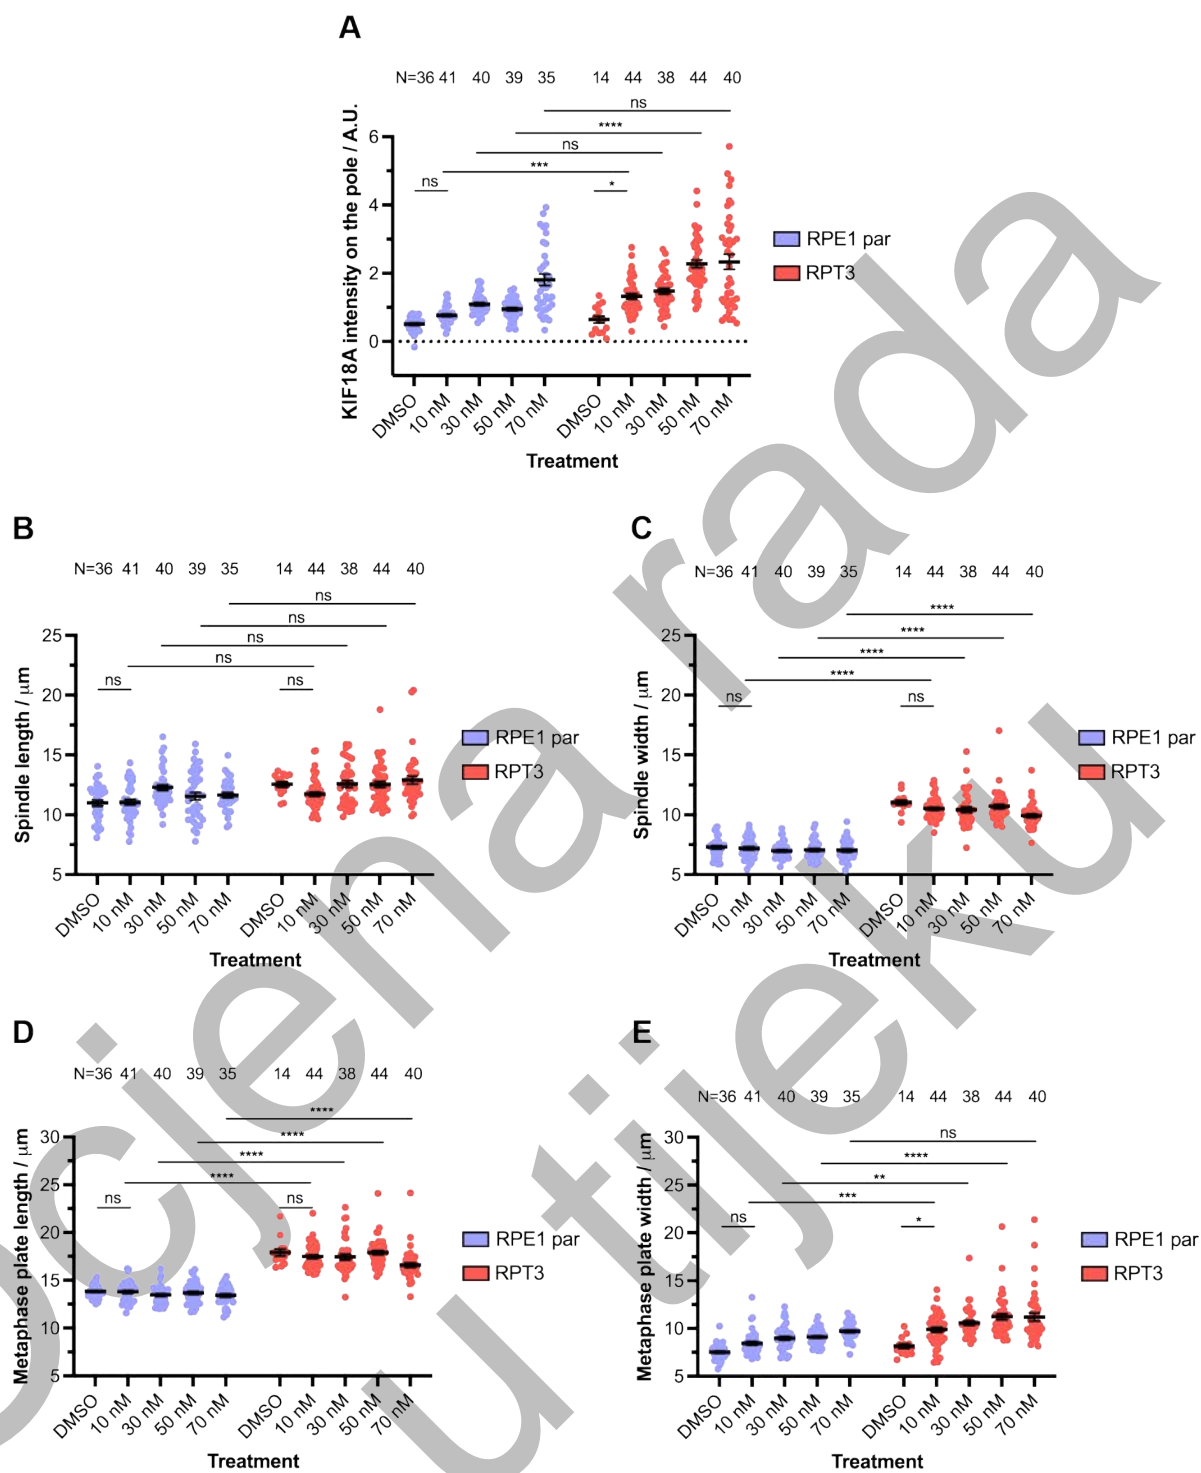 A
N=36 41 40 39 35 14 44 38 44 40
ns
****
ns
***
ns
*
KIF18A intensity on the pole / A.U.
6
4
2
0
RPE1 par
RPT3
DMSO 10 nM 30 nM 50 nM 70 nM DMSO 10 nM 30 nM 50 nM 70 nM
Treatment
B
N=36 41 40 39 35 14 44 38 44 40
ns
ns
ns
ns
ns ns
Spindle length / µm
25
20
15
10
5
RPE1 par
RPT3
DMSO 10 nM 30 nM 50 nM 70 nM DMSO 10 nM 30 nM 50 nM 70 nM
Treatment
C
N=36 41 40 39 35 14 44 38 44 40
****
****
****
****
ns ns
Spindle width / µm
25
20
15
10
5
RPE1 par
RPT3
DMSO 10 nM 30 nM 50 nM 70 nM DMSO 10 nM 30 nM 50 nM 70 nM
Treatment
D
N=36 41 40 39 35 14 44 38 44 40
****
****
****
****
ns ns
Metaphase plate length / µm
30
25
20
15
10
5
RPE1 par
RPT3
DMSO 10 nM 30 nM 50 nM 70 nM DMSO 10 nM 30 nM 50 nM 70 nM
Treatment
E
N=36 41 40 39 35 14 44 38 44 40
ns
****
**
***
ns *
Metaphase plate width / µm
30
25
20
15
10
5
RPE1 par
RPT3
DMSO 10 nM 30 nM 50 nM 70 nM DMSO 10 nM 30 nM 50 nM 70 nM
Treatment
ocjena rada
u tijeku